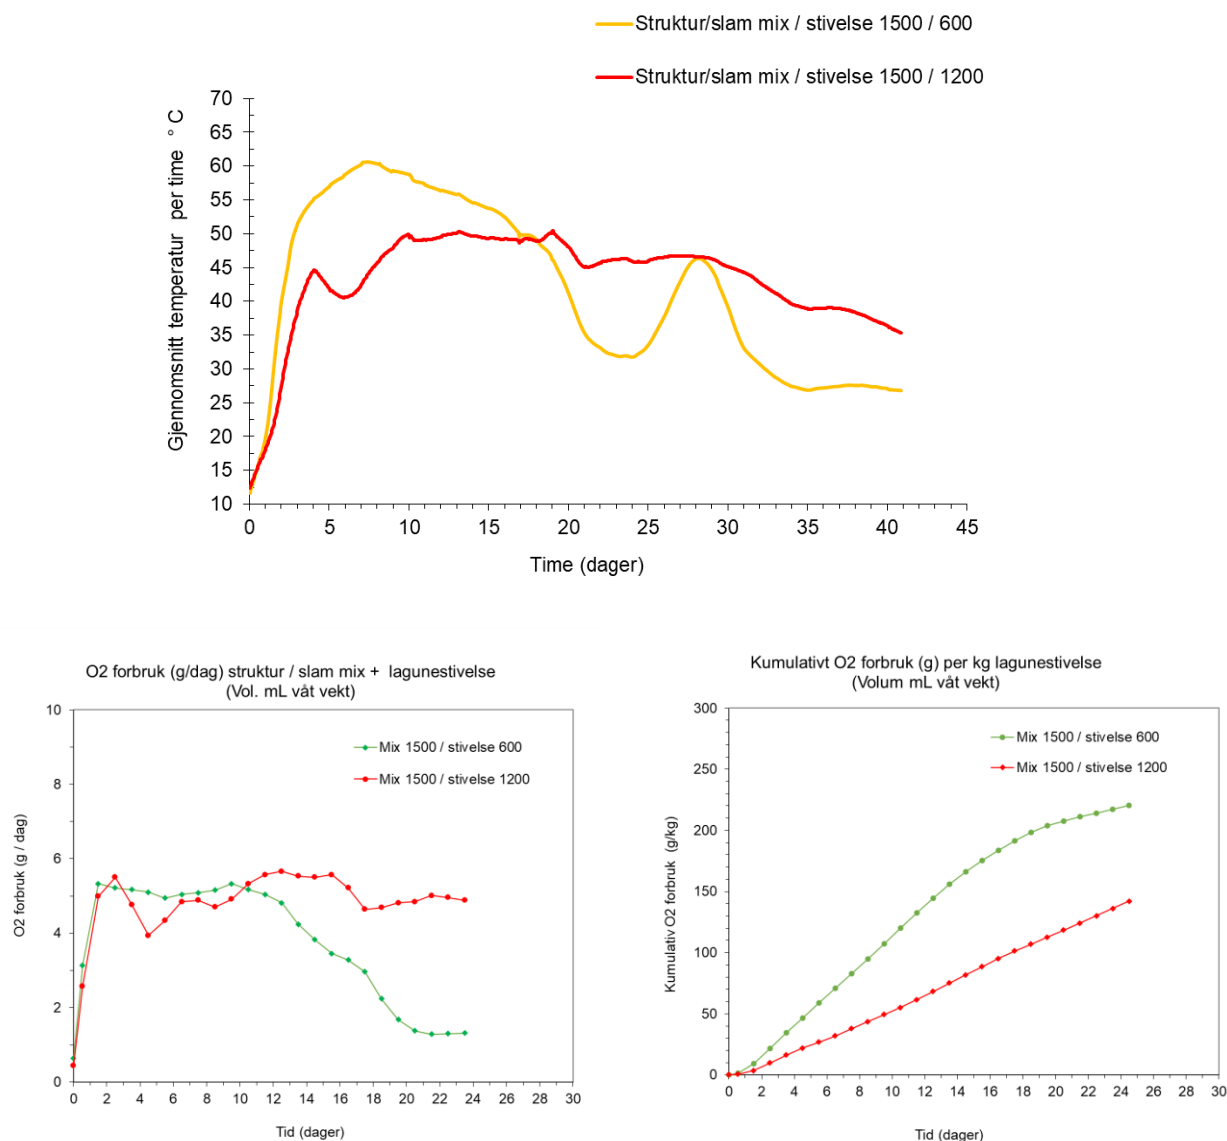 Struktur/slam mix / stivelse 1500 / 600
Struktur/slam mix / stivelse 1500 / 1200
Gjennomsnitt temperatur per time ° C
70
65
60
55
50
45
40
35
30
25
20
15
10
0 5 10 15 20 25 30 35 40 45
Time (dager)
O2 forbruk (g/dag) struktur / slam mix + lagunestivelse
(Vol. mL våt vekt)
O2 forbruk (g / dag)
10
8
6
4
2
0
Mix 1500 / stivelse 600
Mix 1500 / stivelse 1200
0 2 4 6 8 10 12 14 16 18 20 22 24 26 28 30
Tid (dager)
Kumulativt O2 forbruk (g) per kg lagunestivelse
(Volum mL våt vekt)
Kumulativ O2 forbruk (g/kg)
300
250
200
150
100
50
0
Mix 1500 / stivelse 600
Mix 1500 / stivelse 1200
0 2 4 6 8 10 12 14 16 18 20 22 24 26 28 30
Tid (dager)